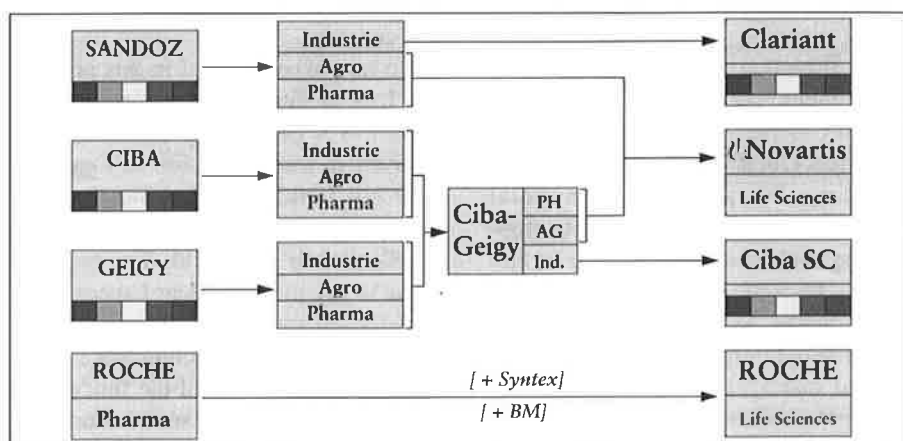 SANDOZ
Industrie
Agro
Pharma
Clariant
CIBA
Industrie
Agro
Pharma
Novartis
Life Sciences
Ciba-
Geigy
PH
AG
Ind.
GEIGY
Industrie
Agro
Pharma
Ciba SC
ROCHE
Pharma
[ + Syntex]
[ + BM]
ROCHE
Life Sciences